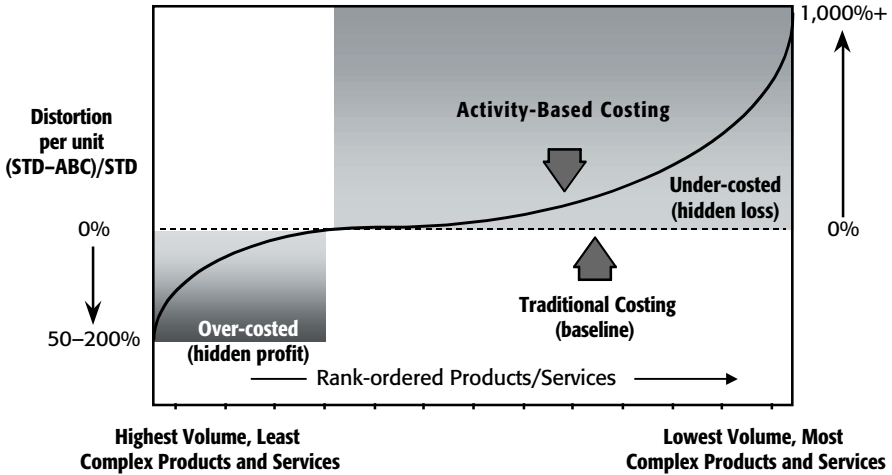 1,000%+
Distortion
per unit
(STD–ABC)/STD
Activity-Based Costing
Under-costed
(hidden loss)
0%
0%
Traditional Costing
(baseline)
50–200%
Over-costed
(hidden profit)
Rank-ordered Products/Services
Highest Volume, Least
Complex Products and Services
Lowest Volume, Most
Complex Products and Services